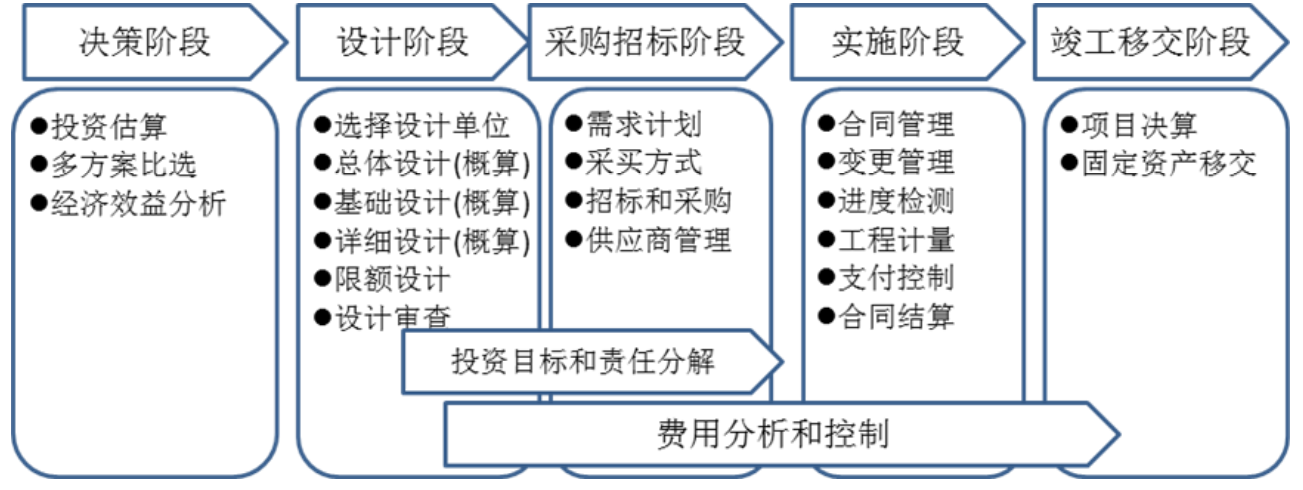 决策阶段
设计阶段
采购招标阶段
实施阶段
竣工移交阶段
●投资估算
●多方案比选
●经济效益分析
●选择设计单位
●总体设计(概算)
●基础设计(概算)
●详细设计(概算)
●限额设计
●设计审查
●需求计划
●采买方式
●招标和采购
●供应商管理
●合同管理
●变更管理
●进度检测
●工程计量
●支付控制
●合同结算
●项目决算
●固定资产移交
投资目标和责任分解
费用分析和控制